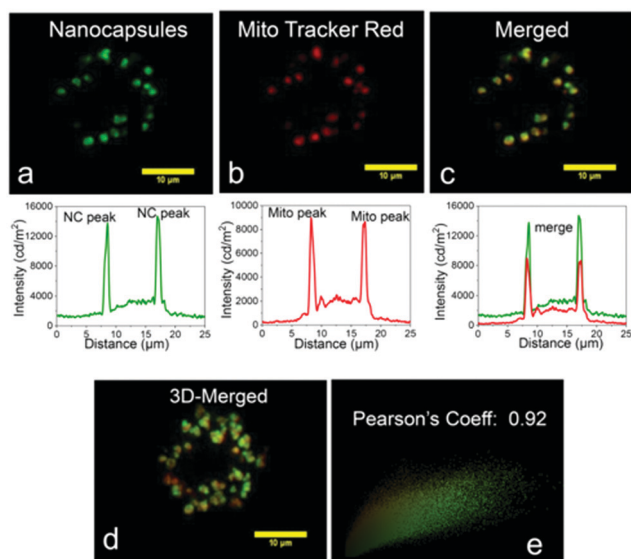 Nanocapsules
Mito Tracker Red
Merged
a
10 µm
b
10 µm
c
10 µm
16000
12000
8000
4000
0
Intensity (cd/m²)
NC peak
NC peak
0 5 10 15 20 25
Distance (µm)
10000
8000
6000
4000
2000
0
Intensity (cd/m²)
Mito peak
Mito peak
0 5 10 15 20 25
Distance (µm)
16000
12000
8000
4000
0
Intensity (cd/m²)
merge
0 5 10 15 20 25
Distance (µm)
3D-Merged
d
10 µm
Pearson's Coeff: 0.92
e